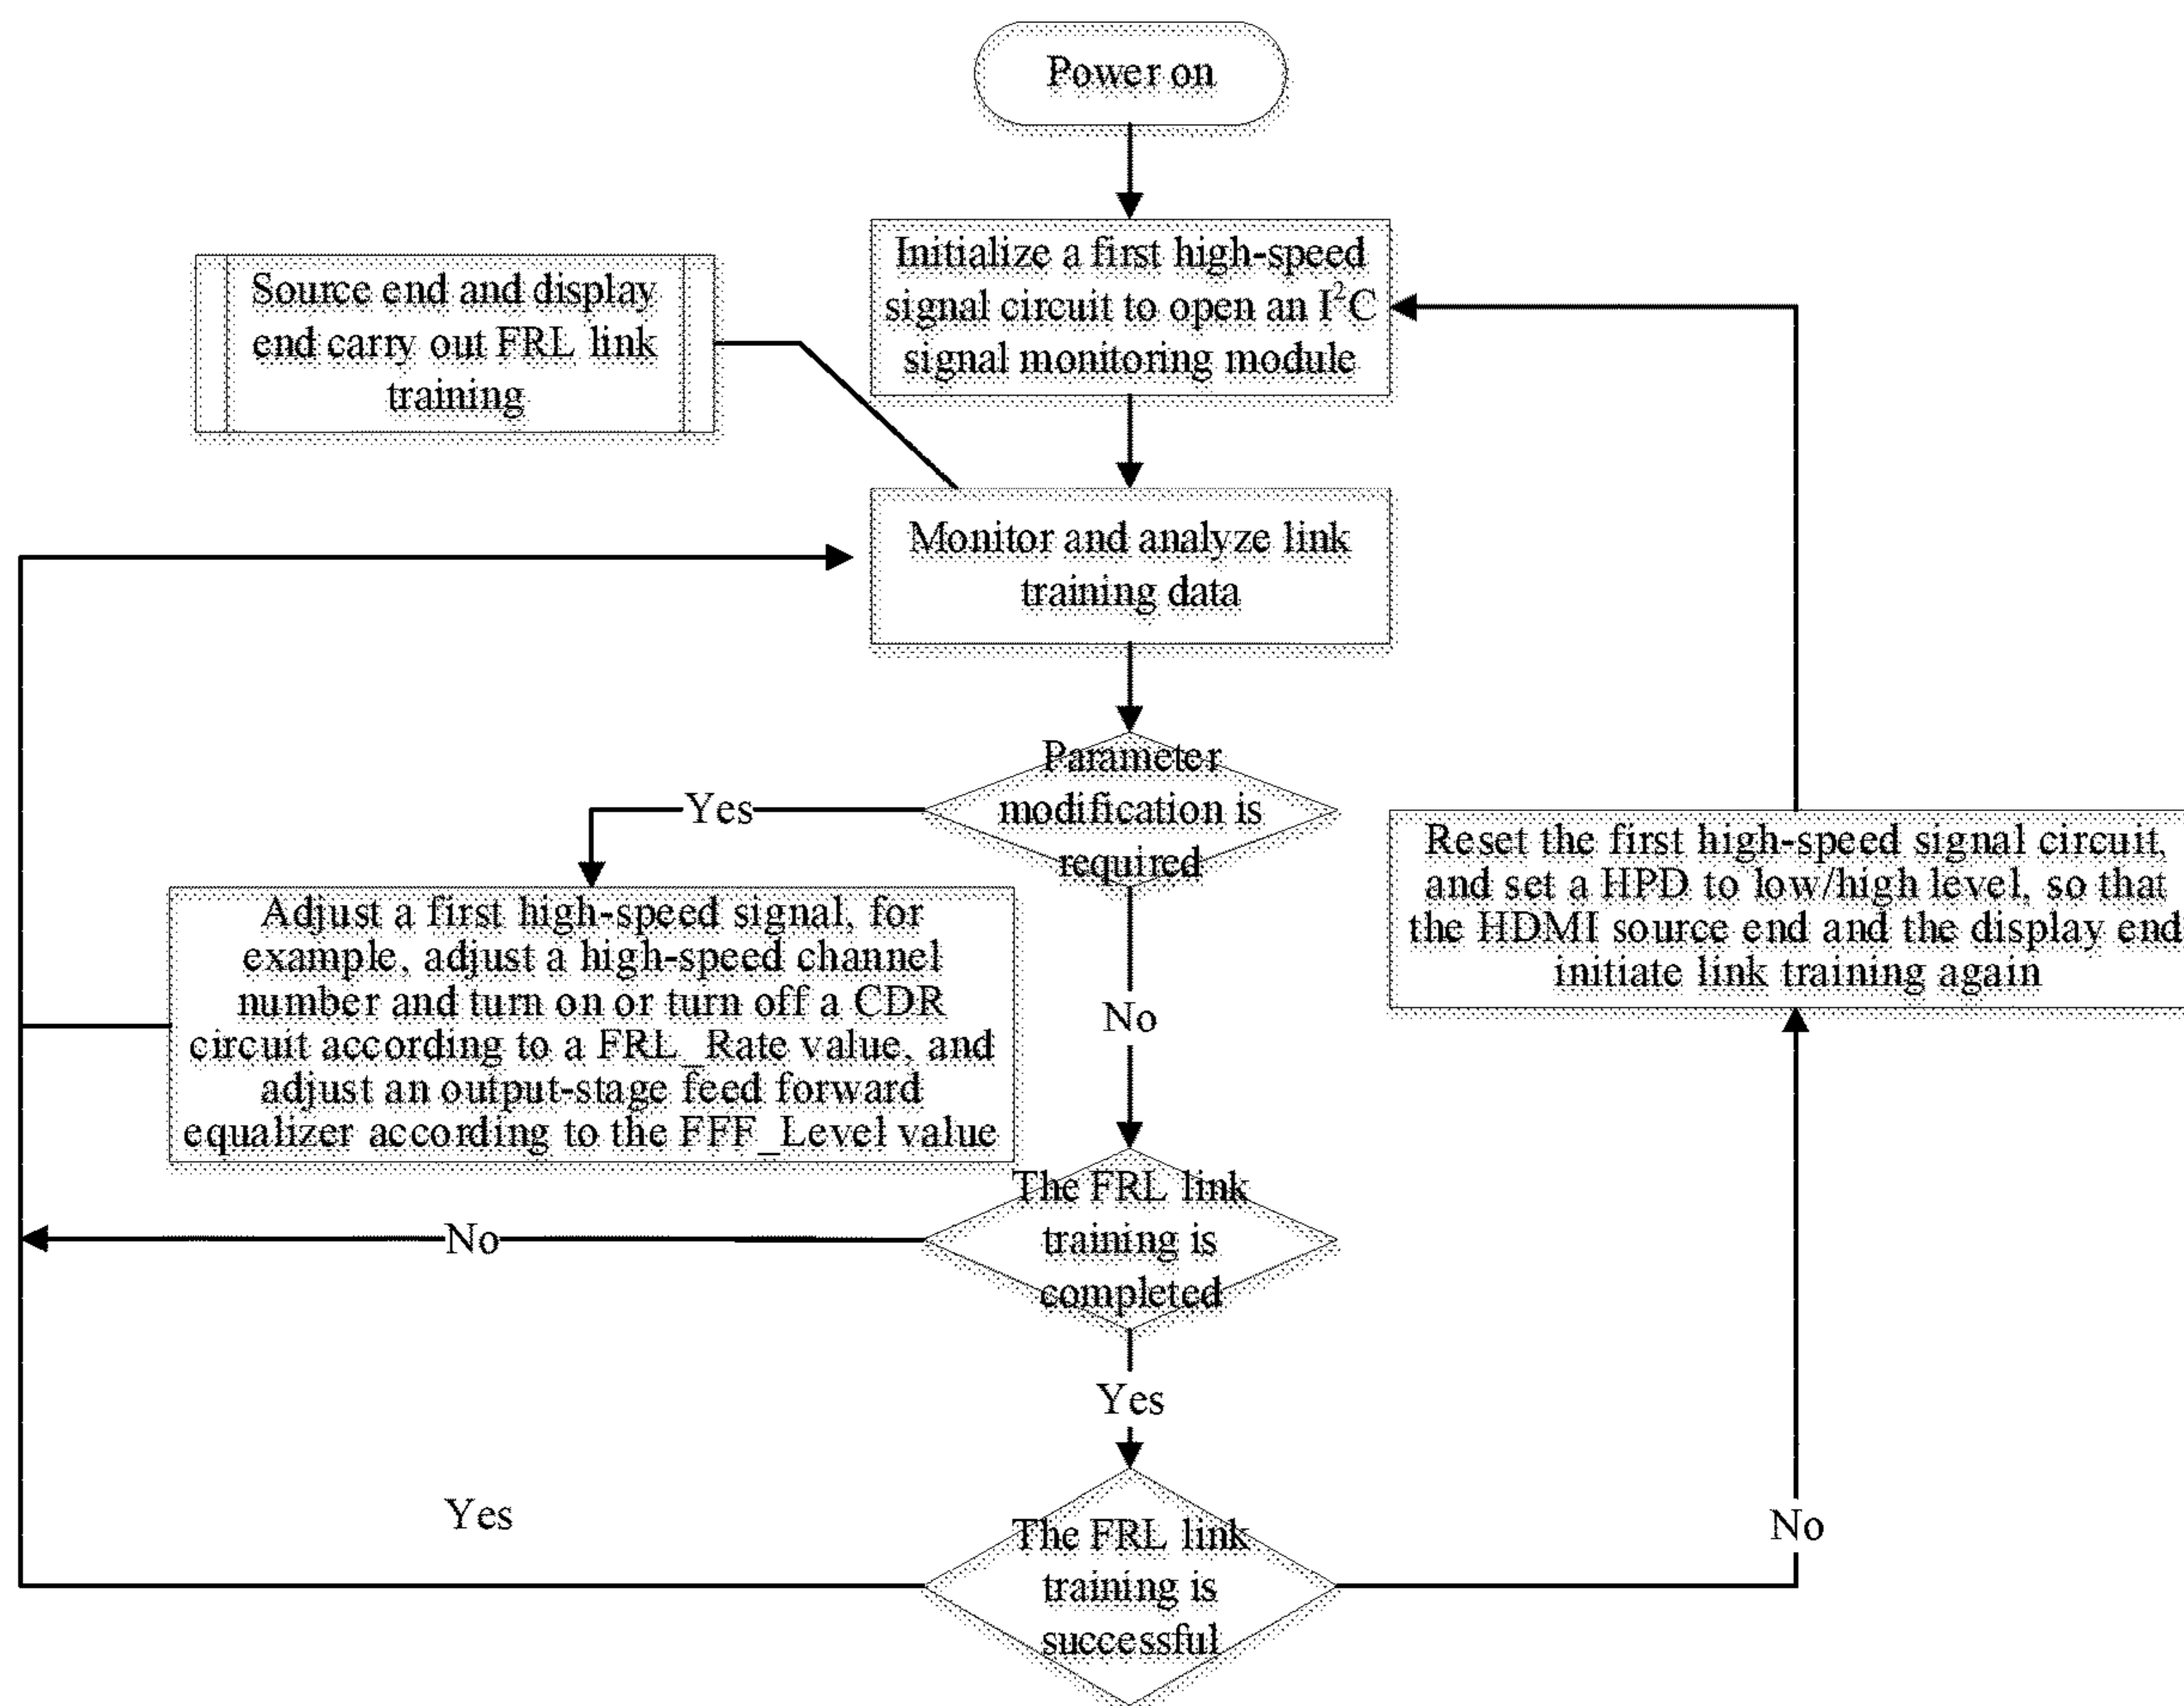 Power on
Initialize a first high-speed
signal circuit to open an I²C
signal monitoring module
Source end and display
end carry out FRL link
training
Monitor and analyze link
training data
Parameter
modification is
required
Yes
No
Adjust a first high-speed signal, for
example, adjust a high-speed channel
number and turn on or turn off a CDR
circuit according to a FRL_Rate value, and
adjust an output-stage feed forward
equalizer according to the FFF_Level value
Reset the first high-speed signal circuit,
and set a HPD to low/high level, so that
the HDMI source end and the display end
initiate link training again
The FRL link
training is
completed
No
Yes
The FRL link
training is
successful
Yes
No